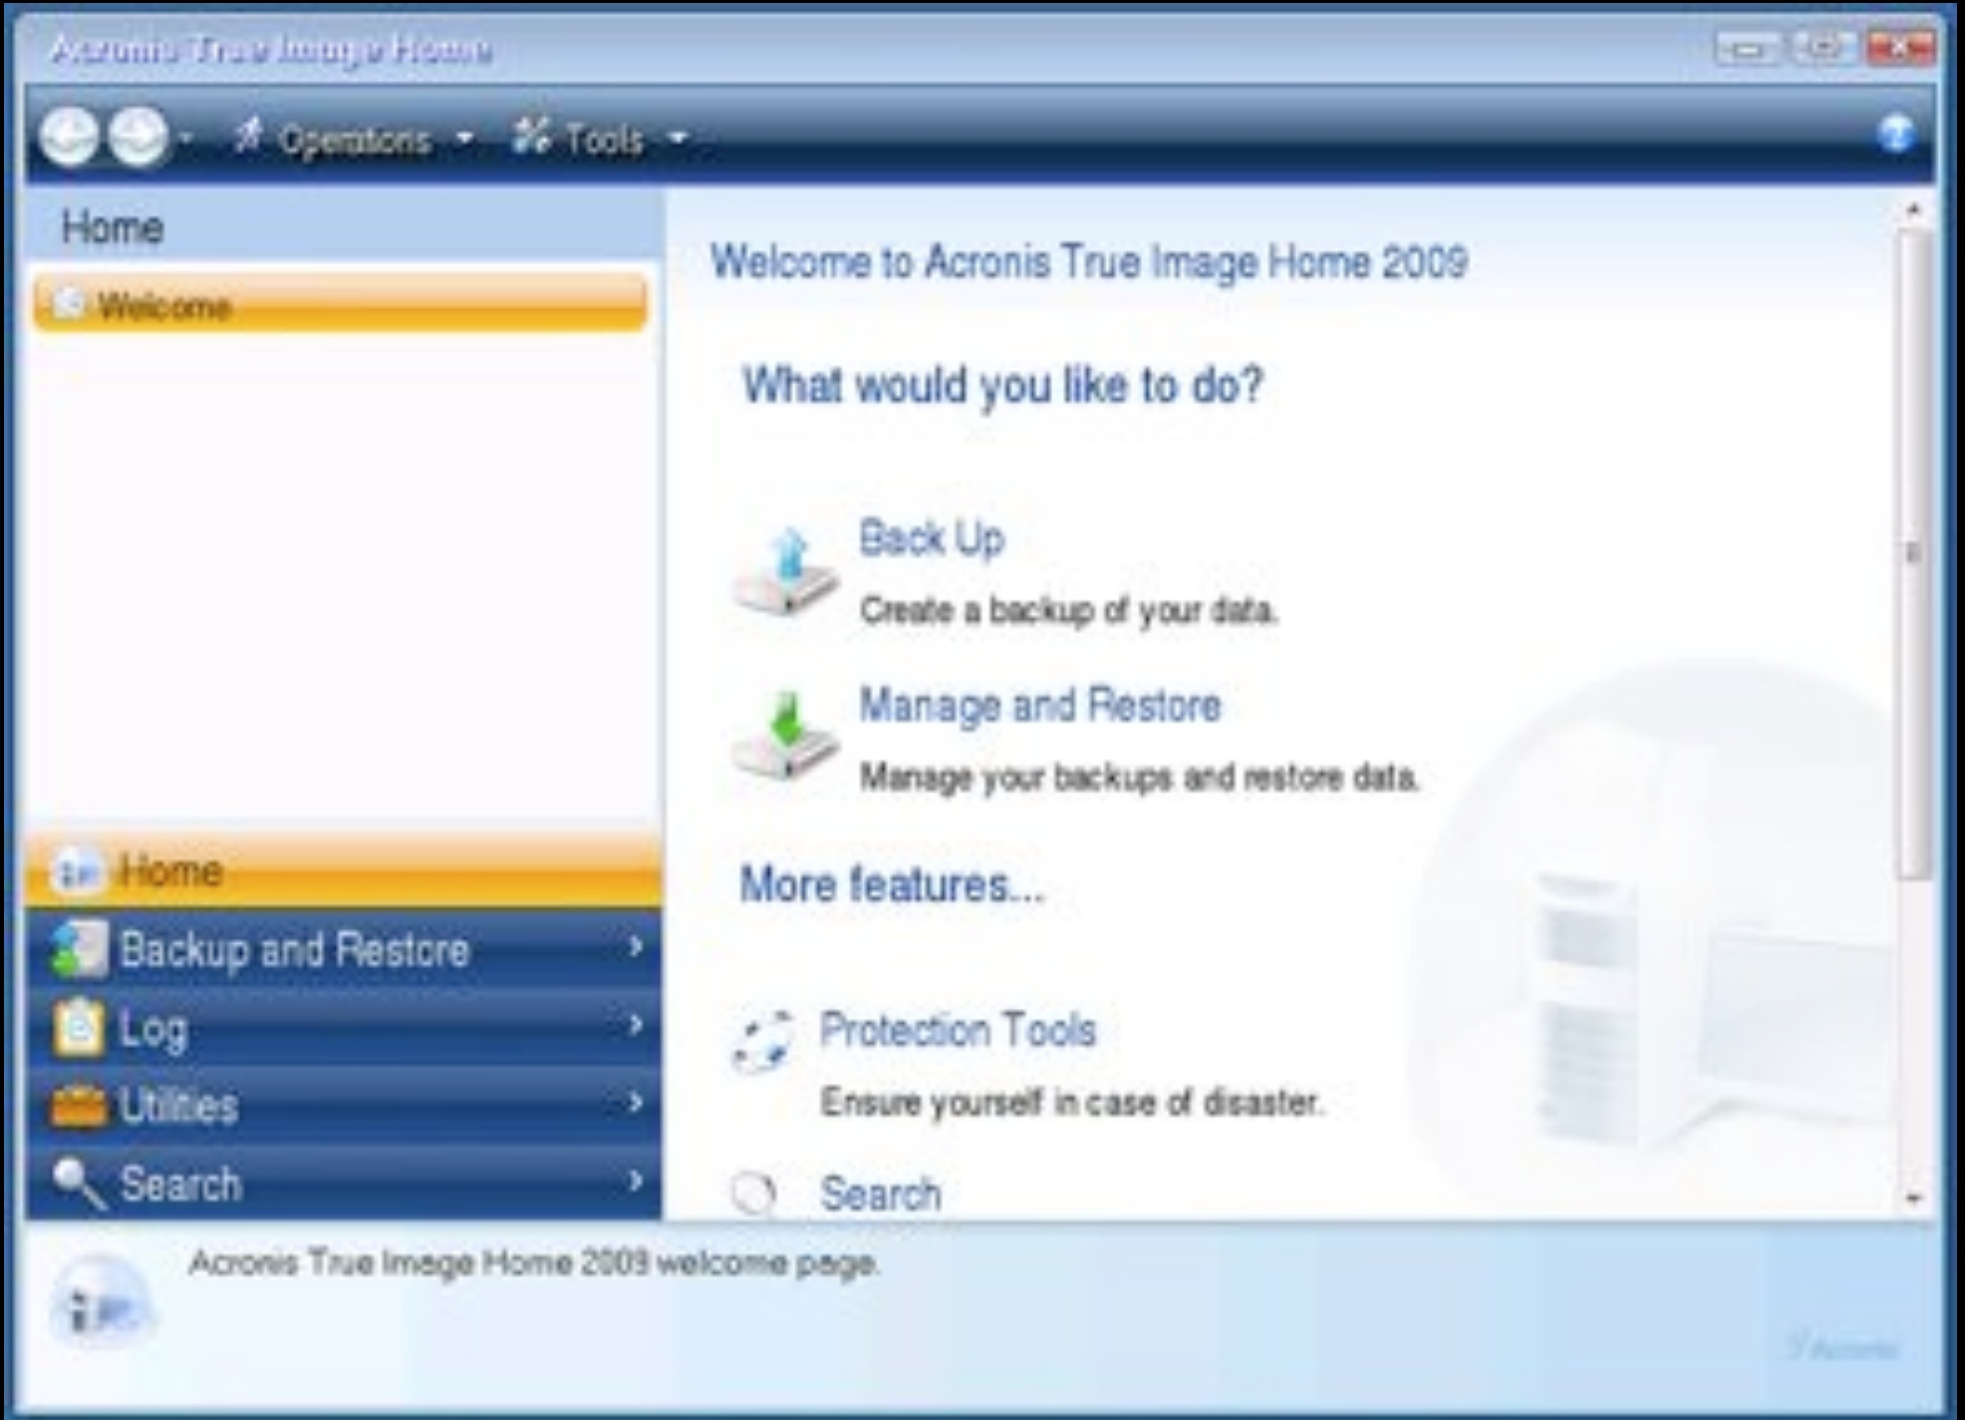 Acronis True Image Home
Operations
Tools
Home
Welcome
Welcome to Acronis True Image Home 2009
What would you like to do?
Back Up
Create a backup of your data.
Manage and Restore
Manage your backups and restore data.
More features...
Protection Tools
Ensure yourself in case of disaster.
Search
Home
Backup and Restore
Log
Utilities
Search
Acronis True Image Home 2009 welcome page.
Acronis